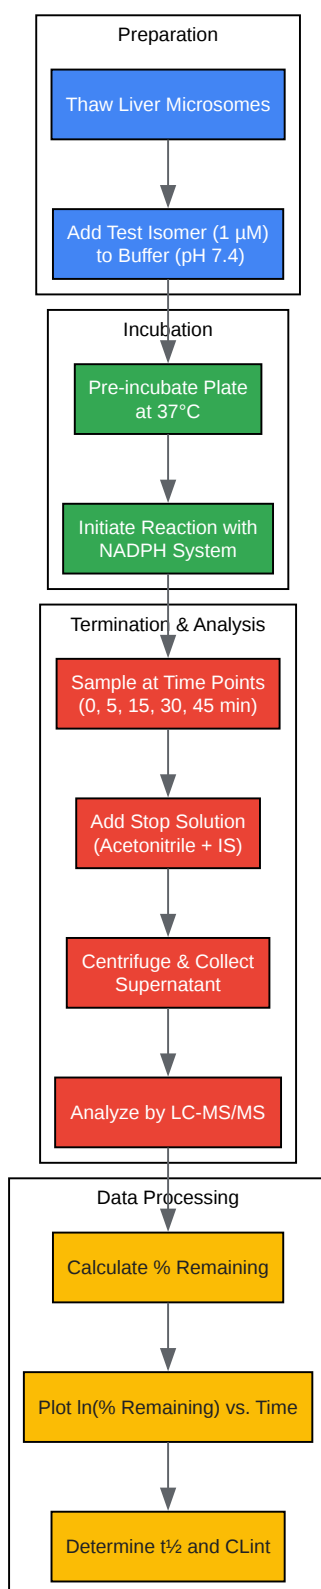 Preparation
Thaw Liver Microsomes
Add Test Isomer (1 µM)
to Buffer (pH 7.4)
Incubation
Pre-incubate Plate
at 37°C
Initiate Reaction with
NADPH System
Termination & Analysis
Sample at Time Points
(0, 5, 15, 30, 45 min)
Add Stop Solution
(Acetonitrile + IS)
Centrifuge & Collect
Supernatant
Analyze by LC-MS/MS
Data Processing
Calculate % Remaining
Plot ln(% Remaining) vs. Time
Determine t½ and CLint